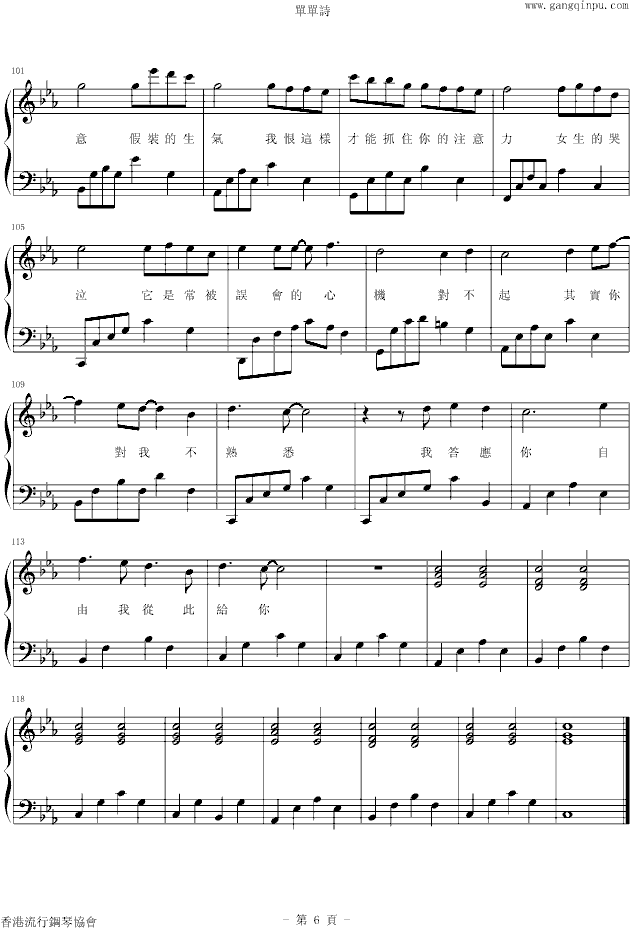 www.gangqinpu.com
單單詩
101
意 假裝的生 氣 我恨這樣 才能抓住你的注意 力 女生的哭
105
泣 它是常被 誤 會的 心 機 對 不 起 其 實 你
109
對 我 不 熟 悉 我 答 應 你 自
113
由 我 從 此 給 你
118
香港流行鋼琴協會
- 第 6 頁 -